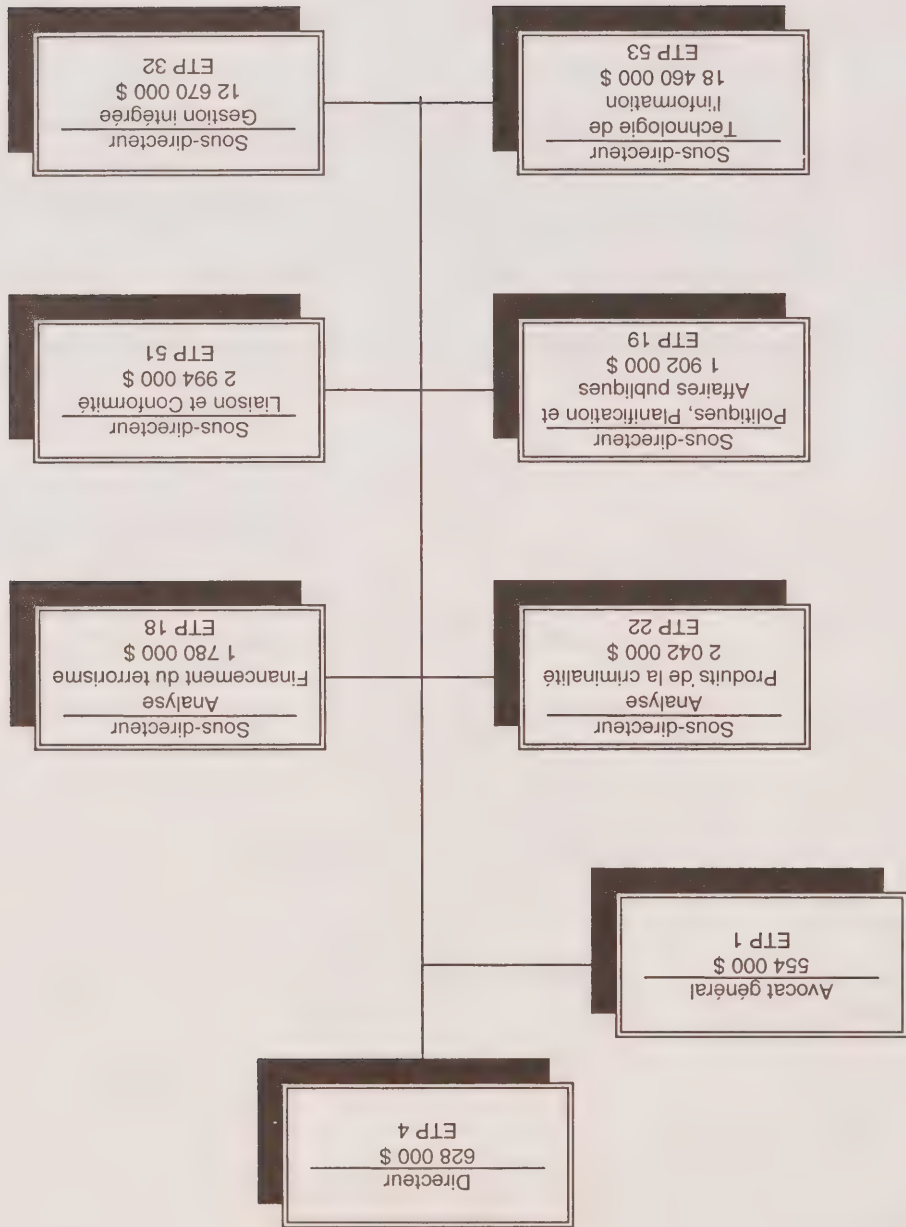 Directeur
628 000 $
ETP 4
Avocat général
554 000 $
ETP 1
Sous-directeur
Analyse
Produits de la criminalité
2 042 000 $
ETP 22
Sous-directeur
Analyse
Financement du terrorisme
1 780 000 $
ETP 18
Sous-directeur
Politiques, Planification et
Affaires publiques
1 902 000 $
ETP 19
Sous-directeur
Liaison et Conformité
2 994 000 $
ETP 51
Sous-directeur
Technologie de
l'information
18 460 000 $
ETP 53
Sous-directeur
Gestion intégrée
12 670 000 $
ETP 32